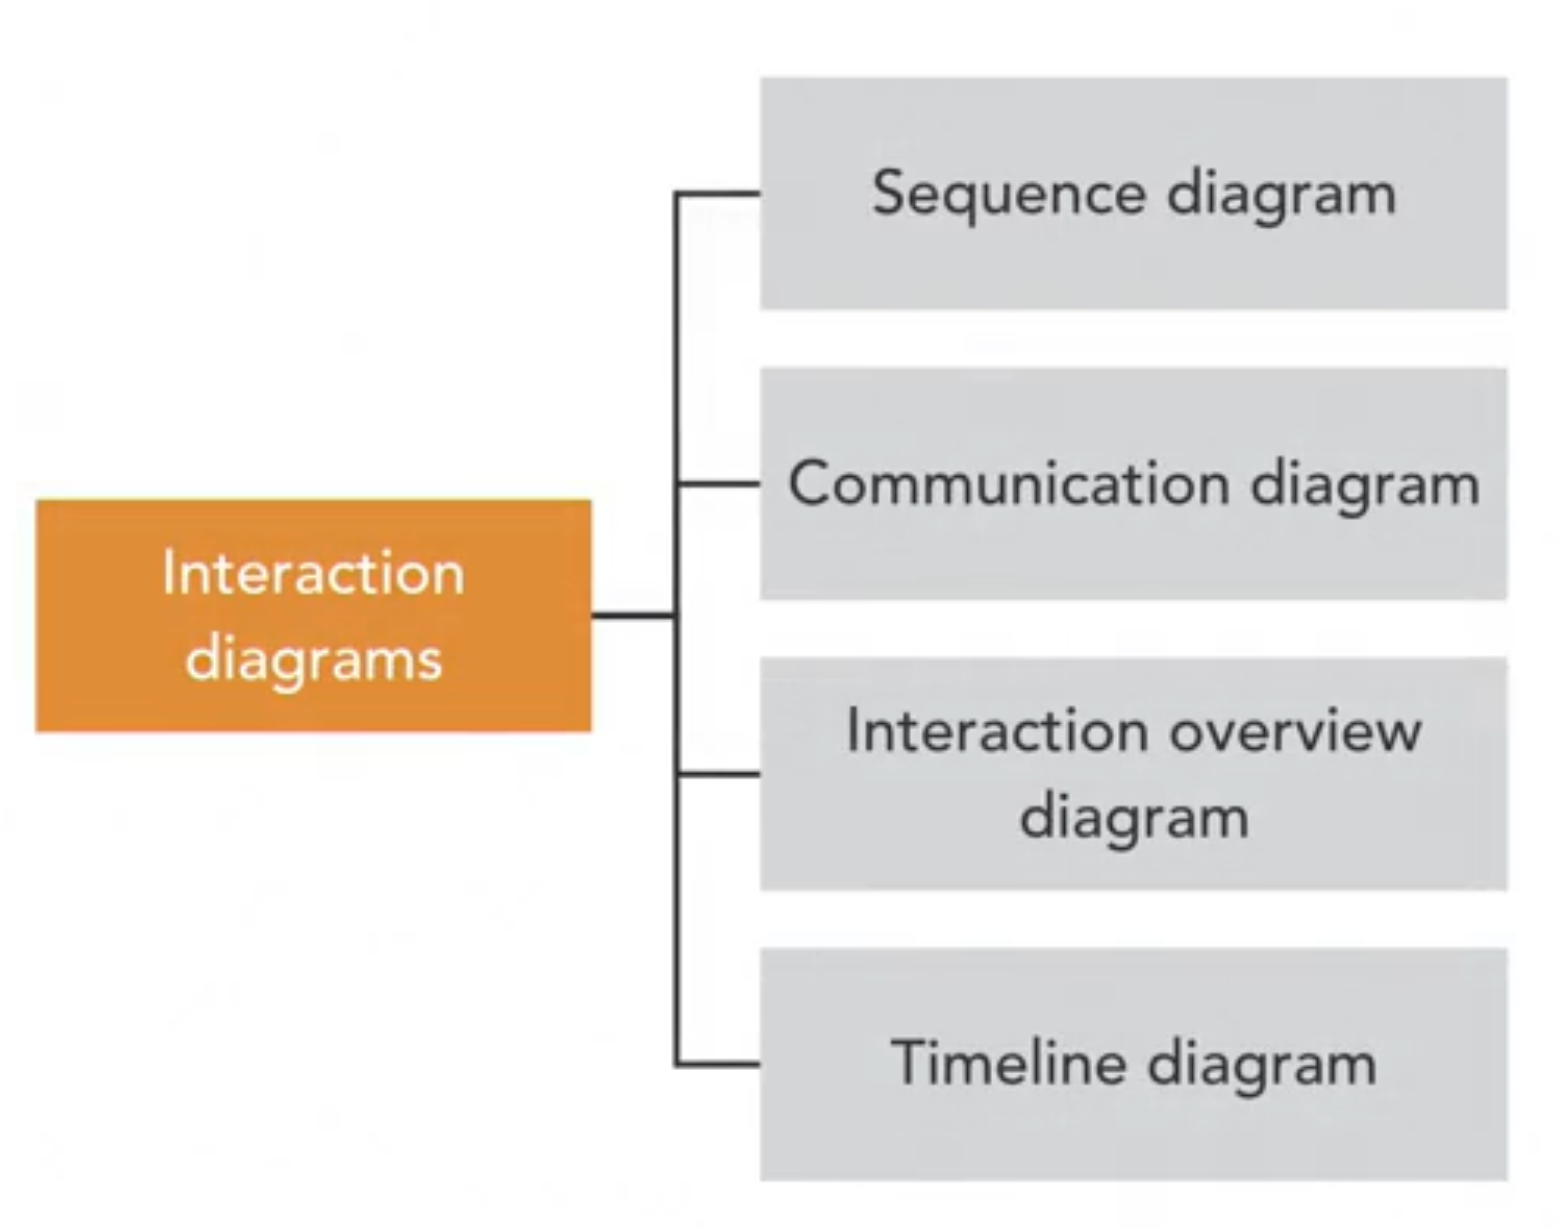 Interaction
diagrams
Sequence diagram
Communication diagram
Interaction overview
diagram
Timeline diagram